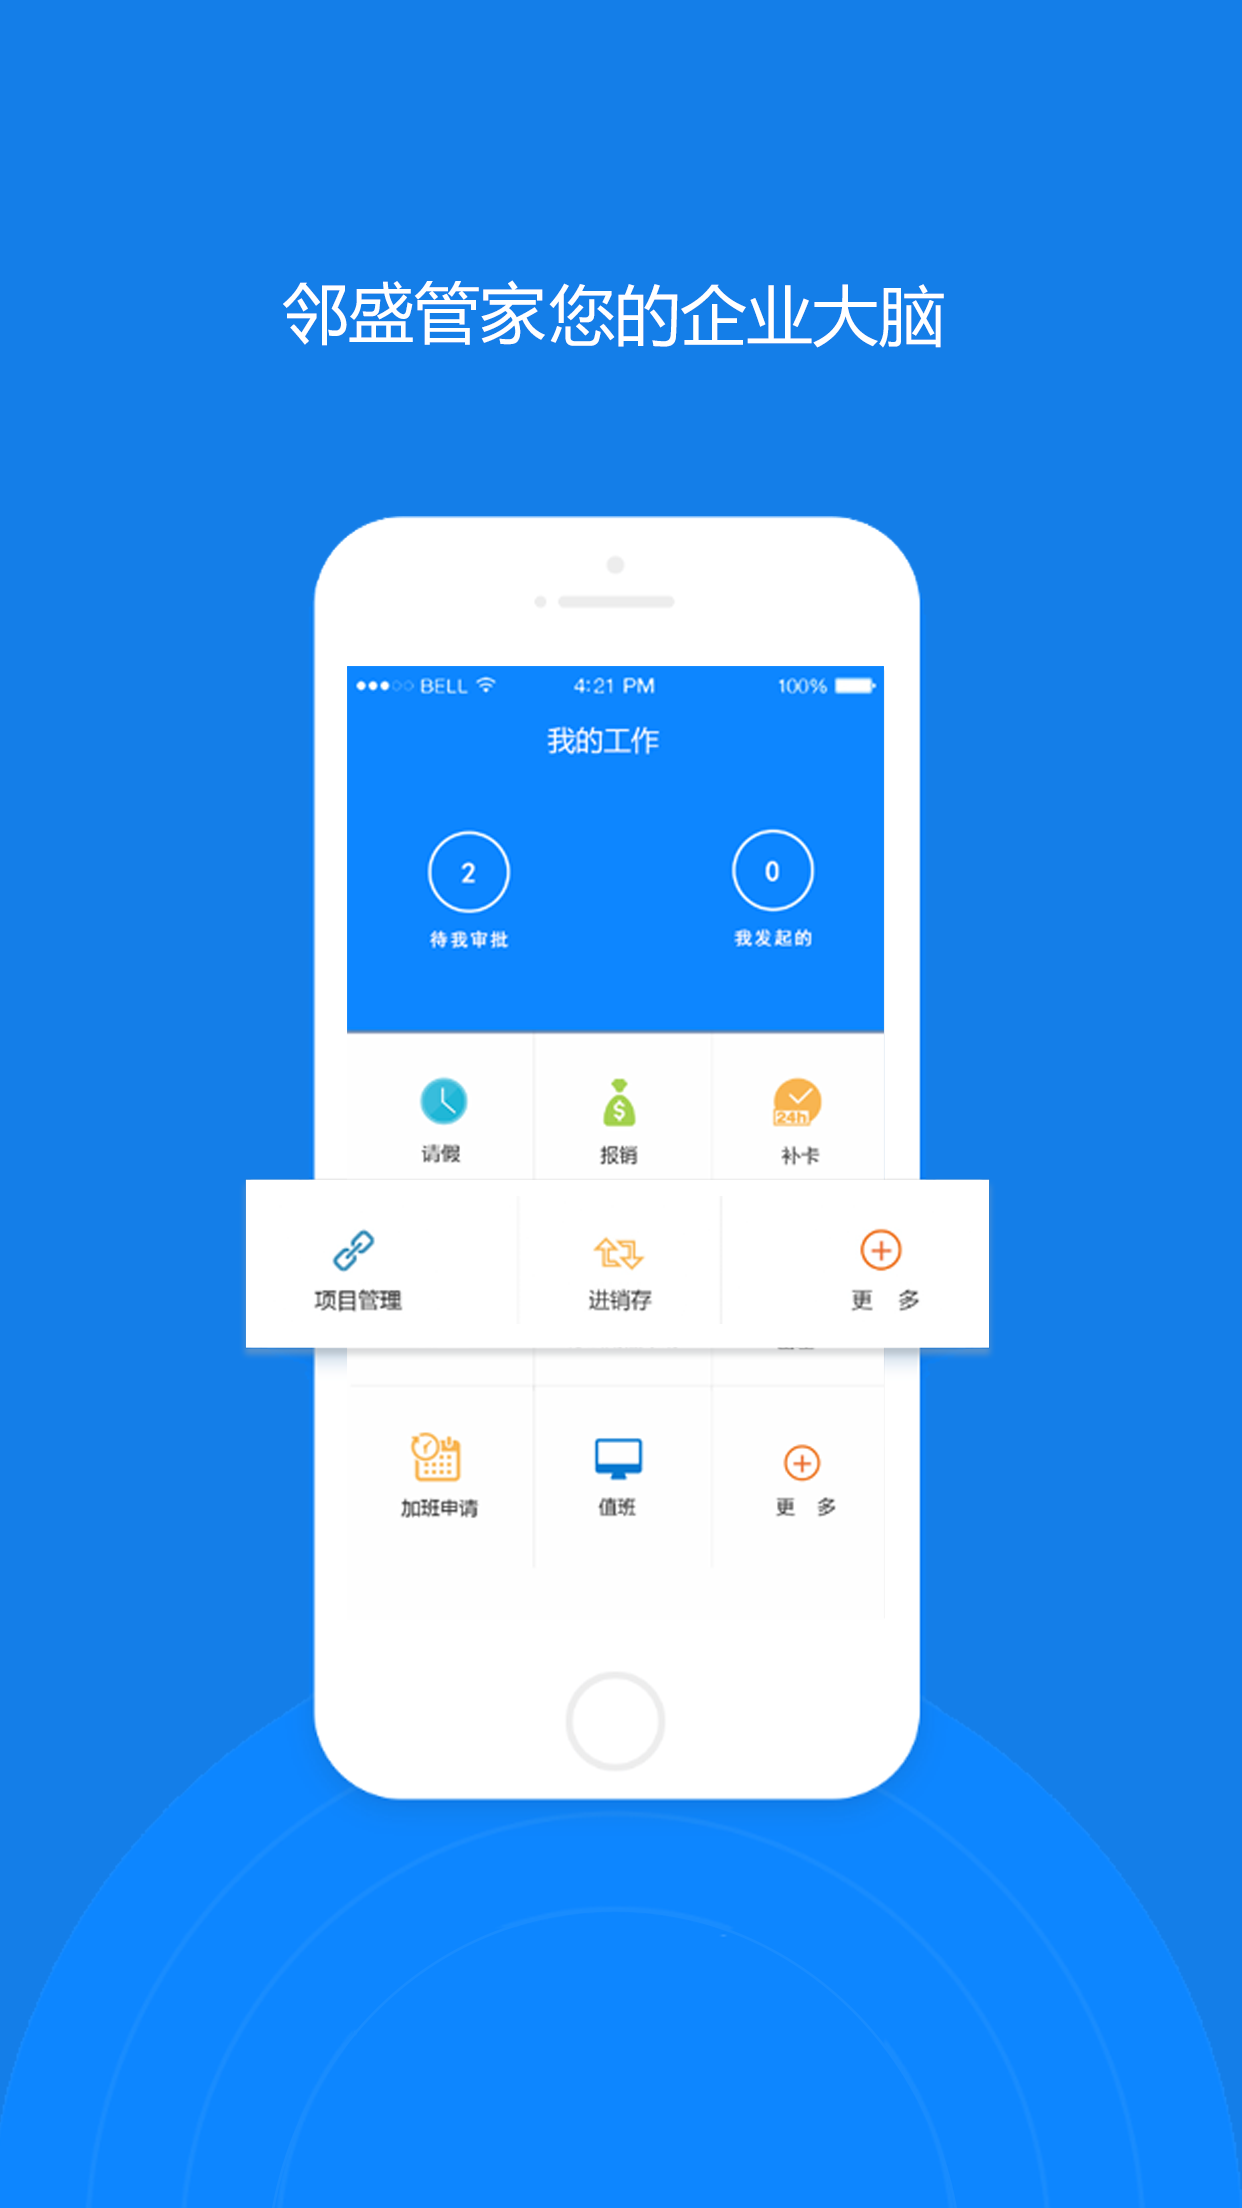 邻盛管家您的企业大脑
BELL 4:21 PM 100%
我的工作
2 0
待我审批 我发起的
24h
请假 报销 补卡
项目管理 进销存 更 多
加班申请 值班 更 多